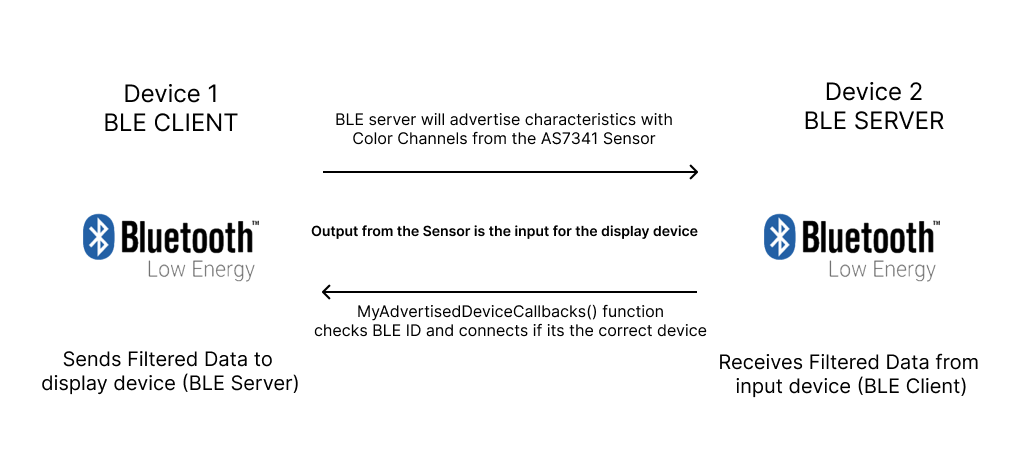 Device 1
BLE CLIENT
Device 2
BLE SERVER
BLE server will advertise characteristics with
Color Channels from the AS7341 Sensor
Bluetooth™
Low Energy
Output from the Sensor is the input for the display device
Bluetooth™
Low Energy
MyAdvertisedDeviceCallbacks() function
checks BLE ID and connects if its the correct device
Sends Filtered Data to
display device (BLE Server)
Receives Filtered Data from
input device (BLE Client)